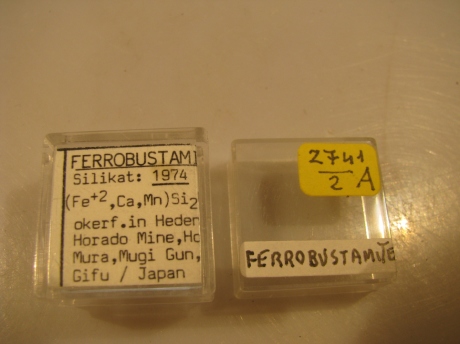 FERROBUSTAMI
Silikat: 1974
(Fe+2,Ca,Mn)Si2
okerf.in Heder
Horado Mine,Ho
Mura,Mugi Gun,
Gifu / Japan
2741
2 A
FERROBUSTAMITE